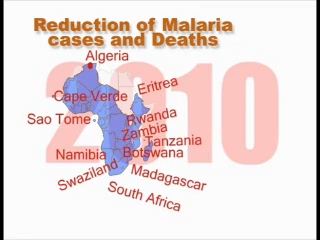 Reduction of Malaria
cases and Deaths
2010
Algeria
Eritrea
Cape Verde
Sao Tome
Rwanda
Zambia
Tanzania
Namibia
Botswana
Swaziland
Madagascar
South Africa